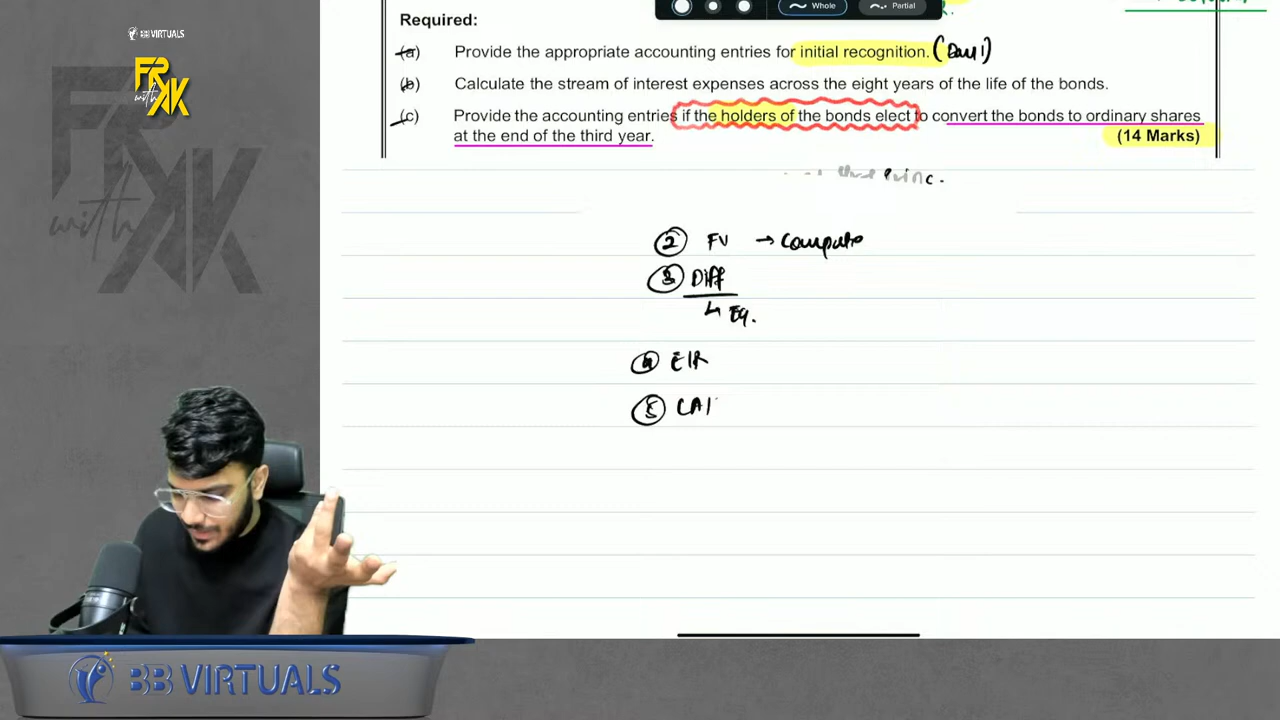 BB VIRTUALS
FR
with
AK
FR
with
AK
Required:
Whole
Partial
(a) Provide the appropriate accounting entries for initial recognition. (Day 1)
(b) Calculate the stream of interest expenses across the eight years of the life of the bonds.
(c) Provide the accounting entries if the holders of the bonds elect to convert the bonds to ordinary shares
at the end of the third year. (14 Marks)
② FV → Compute
③ Diff
↳ Eq.
④ EIR
⑤
BB VIRTUALS